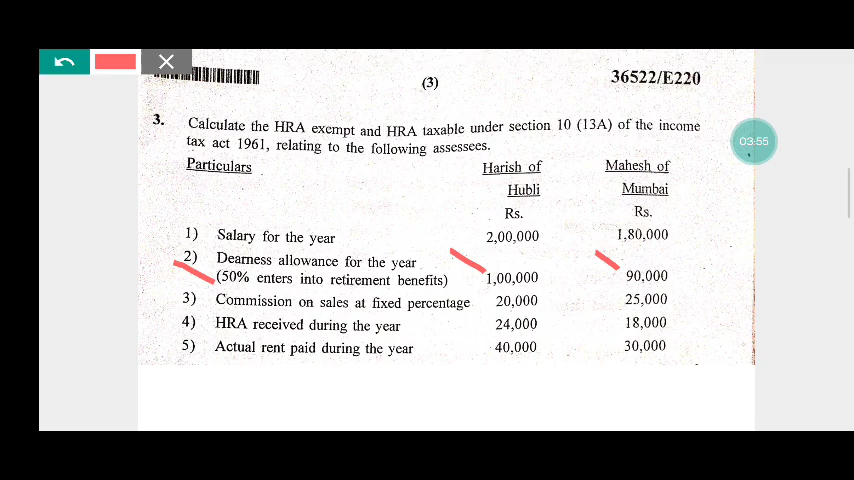 (3)
36522/E220
3. Calculate the HRA exempt and HRA taxable under section 10 (13A) of the income
tax act 1961, relating to the following assessees.
03:55
Particulars Harish of Mahesh of
Hubli Mumbai
Rs. Rs.
1) Salary for the year 2,00,000 1,80,000
2) Dearness allowance for the year
(50% enters into retirement benefits) 1,00,000 90,000
3) Commission on sales at fixed percentage 20,000 25,000
4) HRA received during the year 24,000 18,000
5) Actual rent paid during the year 40,000 30,000